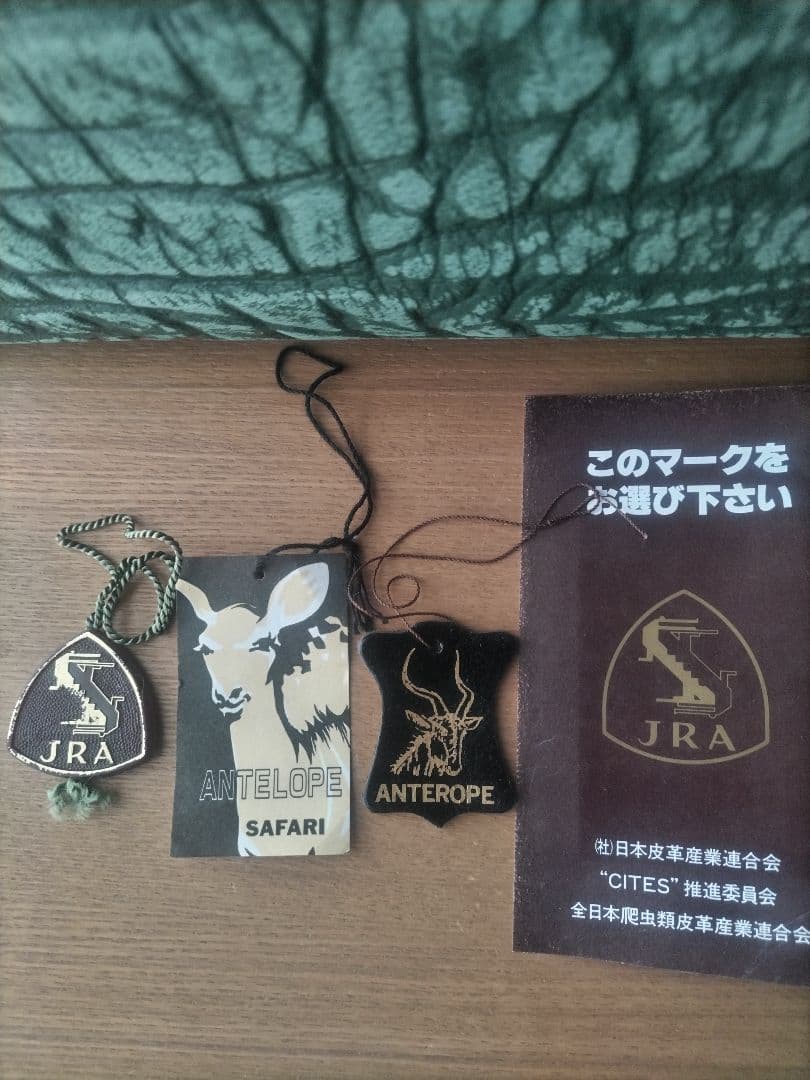 JRA
ANTELOPE
SAFARI
ANTEROPE
このマークを
お選び下さい
JRA
(社)日本皮革産業連合会
“CITES”推進委員会
全日本爬虫類皮革産業連合会